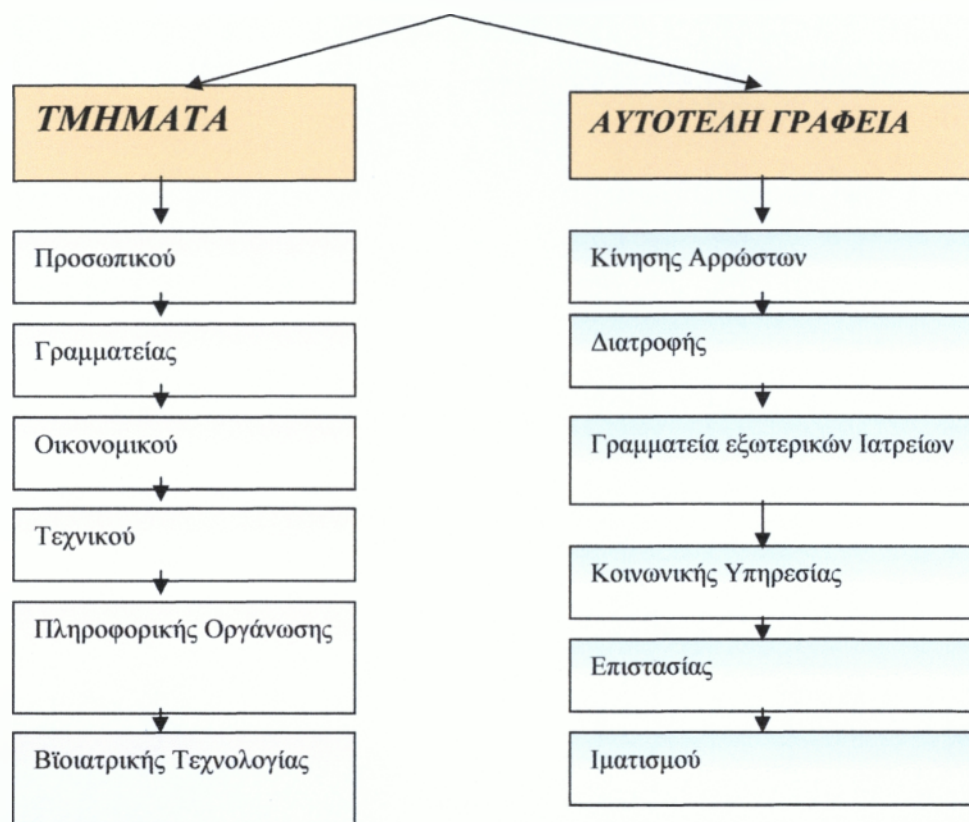 ΤΜΗΜΑΤΑ
Προσωπικού
Γραμματείας
Οικονομικού
Τεχνικού
Πληροφορικής Οργάνωσης
Βϊοιατρικής Τεχνολογίας
ΑΥΤΟΤΕΛΗ ΓΡΑΦΕΙΑ
Κίνησης Αρρώστων
Διατροφής
Γραμματεία εξωτερικών Ιατρείων
Κοινωνικής Υπηρεσίας
Επιστασίας
Ιματισμού